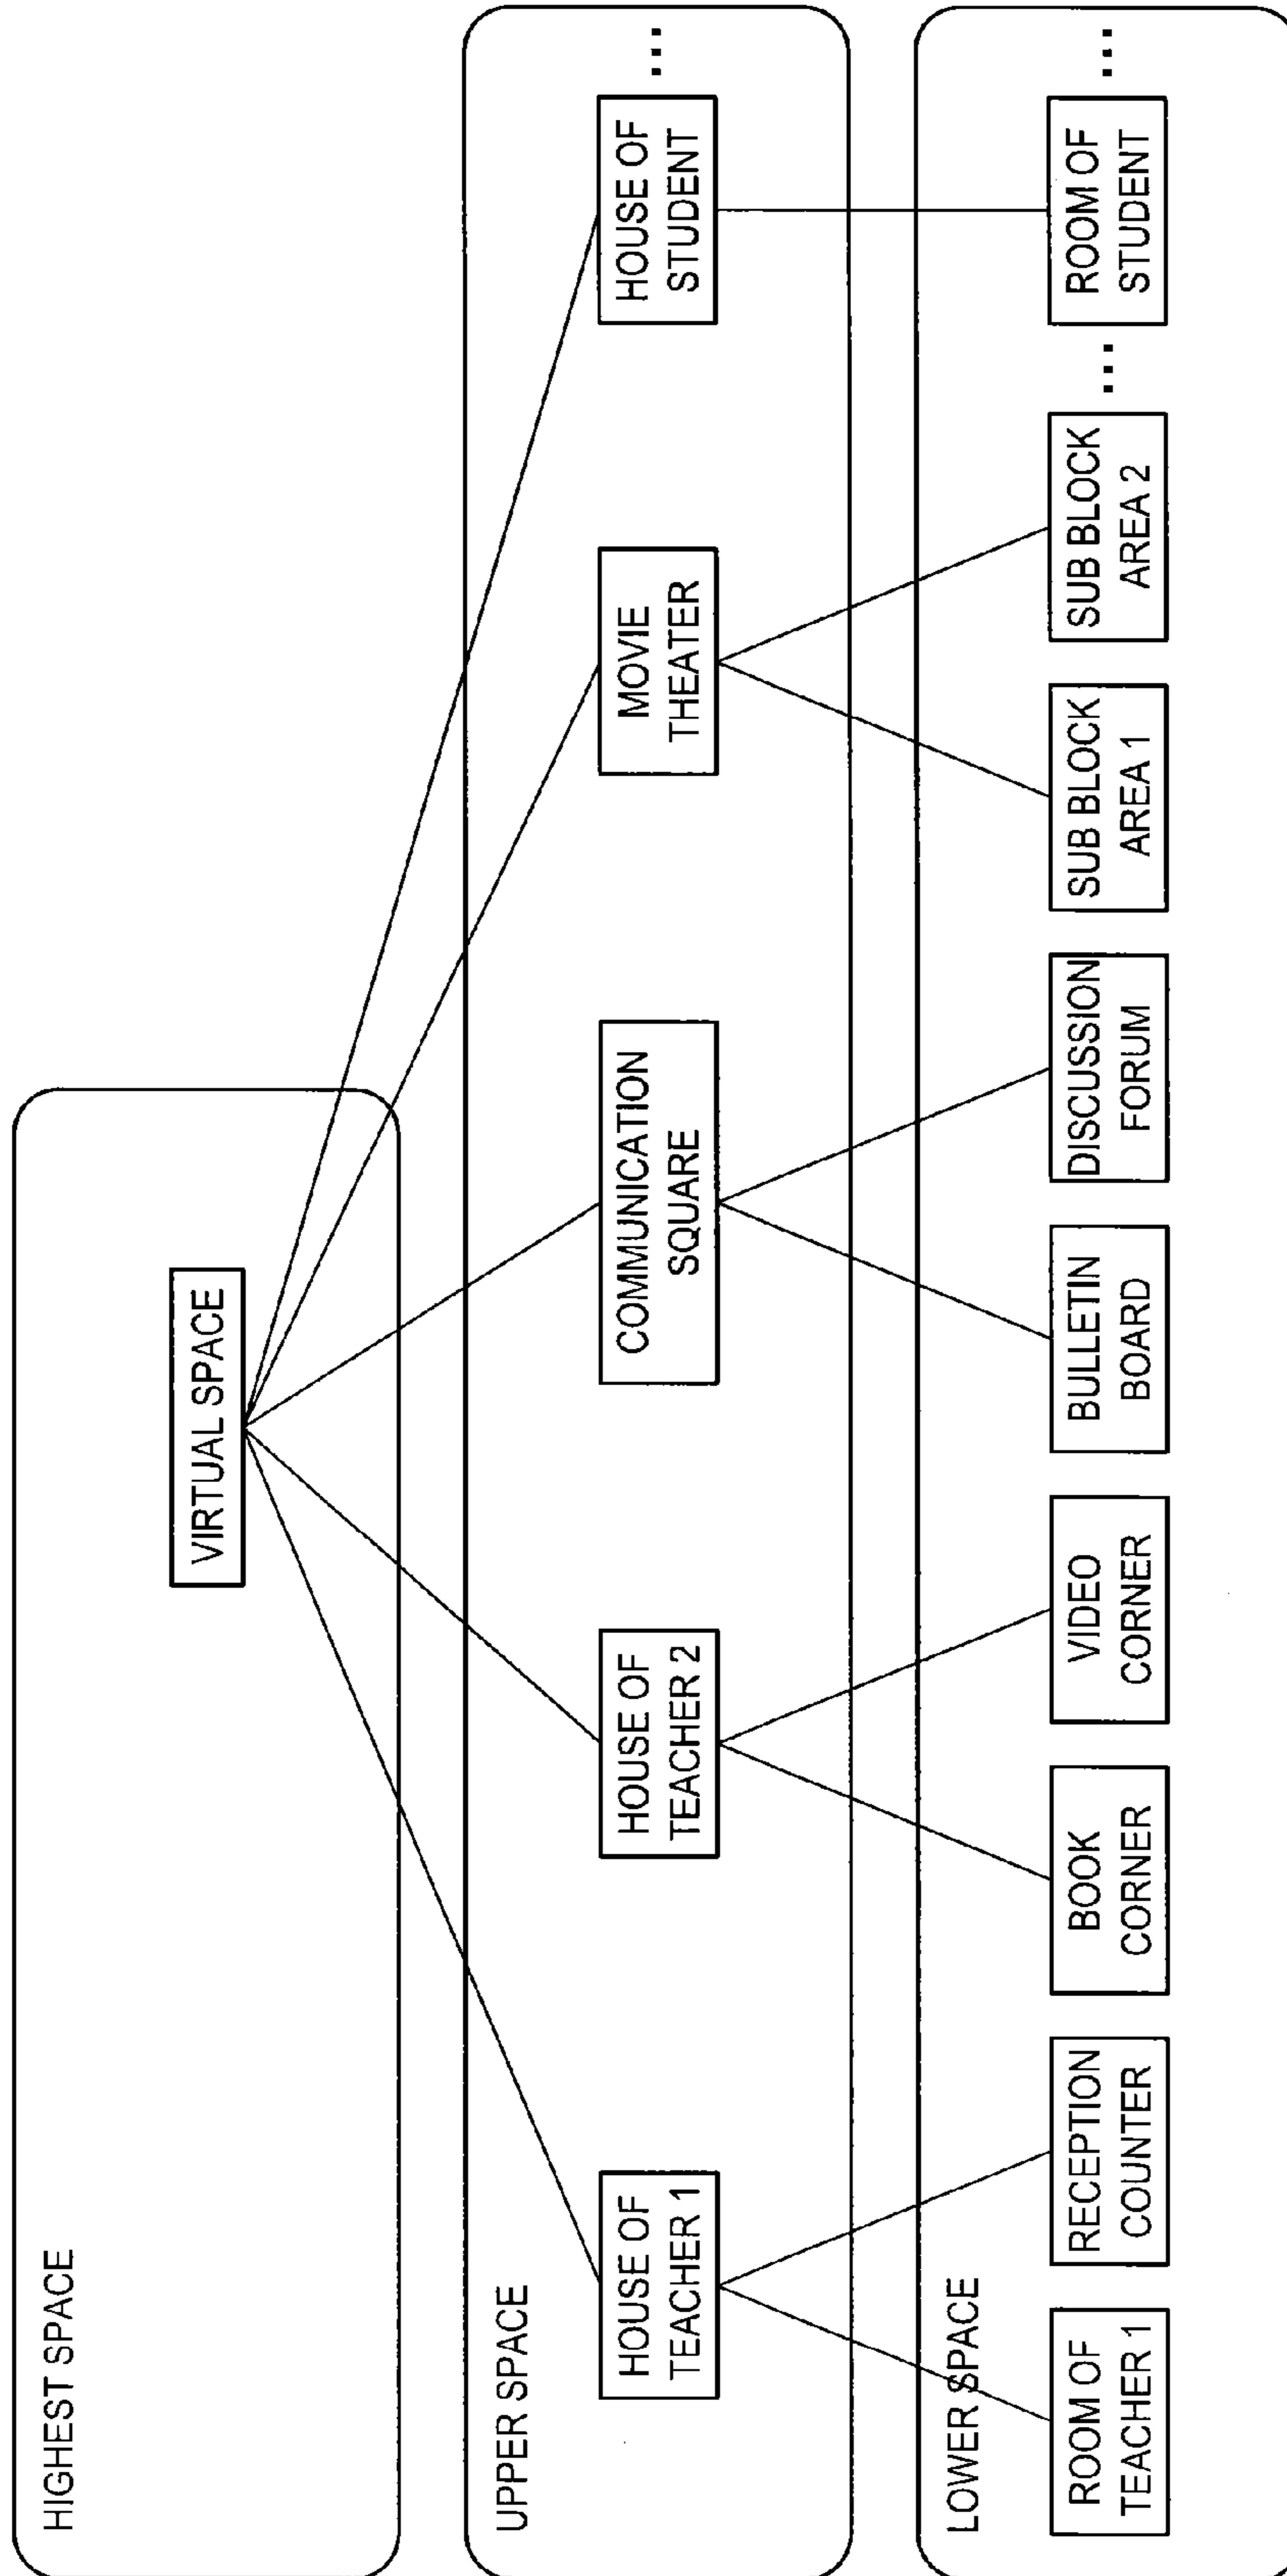 HIGHEST SPACE
VIRTUAL SPACE
UPPER SPACE
HOUSE OF
TEACHER 1
HOUSE OF
TEACHER 2
COMMUNICATION
SQUARE
MOVIE
THEATER
HOUSE OF
STUDENT
...
LOWER SPACE
ROOM OF
TEACHER 1
RECEPTION
COUNTER
BOOK
CORNER
VIDEO
CORNER
BULLETIN
BOARD
DISCUSSION
FORUM
SUB BLOCK
AREA 1
SUB BLOCK
AREA 2
...
ROOM OF
STUDENT
...